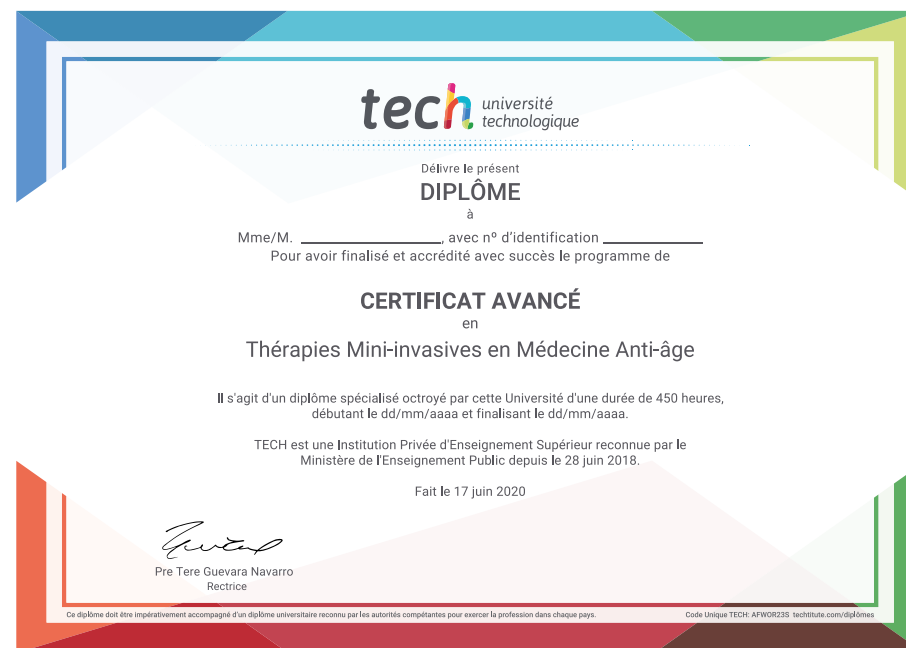 tech université
technologique
Délivre le présent
DIPLÔME
à
Mme/M. ____________________, avec nº d'identification ______________
Pour avoir finalisé et accrédité avec succès le programme de
CERTIFICAT AVANCÉ
en
Thérapies Mini-invasives en Médecine Anti-âge
Il s'agit d'un diplôme spécialisé octroyé par cette Université d'une durée de 450 heures,
débutant le dd/mm/aaaa et finalisant le dd/mm/aaaa.
TECH est une Institution Privée d'Enseignement Supérieur reconnue par le
Ministère de l'Enseignement Public depuis le 28 juin 2018.
Fait le 17 juin 2020
Pre Tere Guevara Navarro
Rectrice
Ce diplôme doit être impérativement accompagné d'un diplôme universitaire reconnu par les autorités compétentes pour exercer la profession dans chaque pays.
Code Unique TECH: AFWOR23S techtitute.com/diplômes